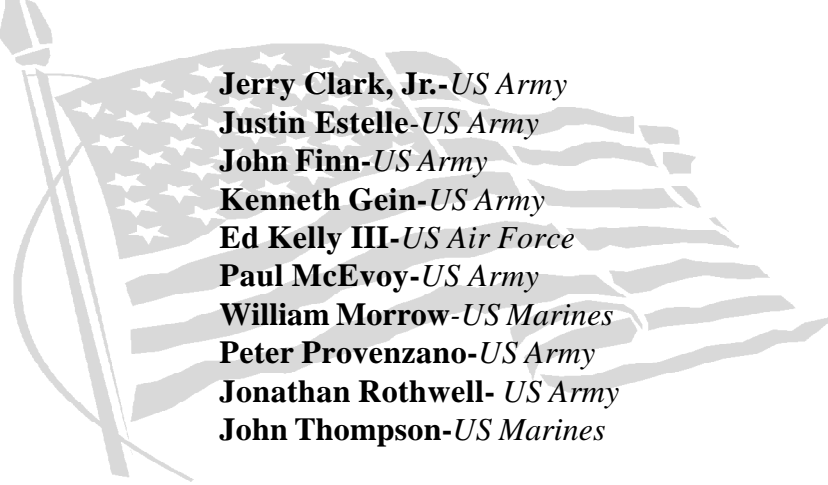 Jerry Clark, Jr.-US Army
Justin Estelle-US Army
John Finn-US Army
Kenneth Gein-US Army
Ed Kelly III-US Air Force
Paul McEvoy-US Army
William Morrow-US Marines
Peter Provenzano-US Army
Jonathan Rothwell- US Army
John Thompson-US Marines